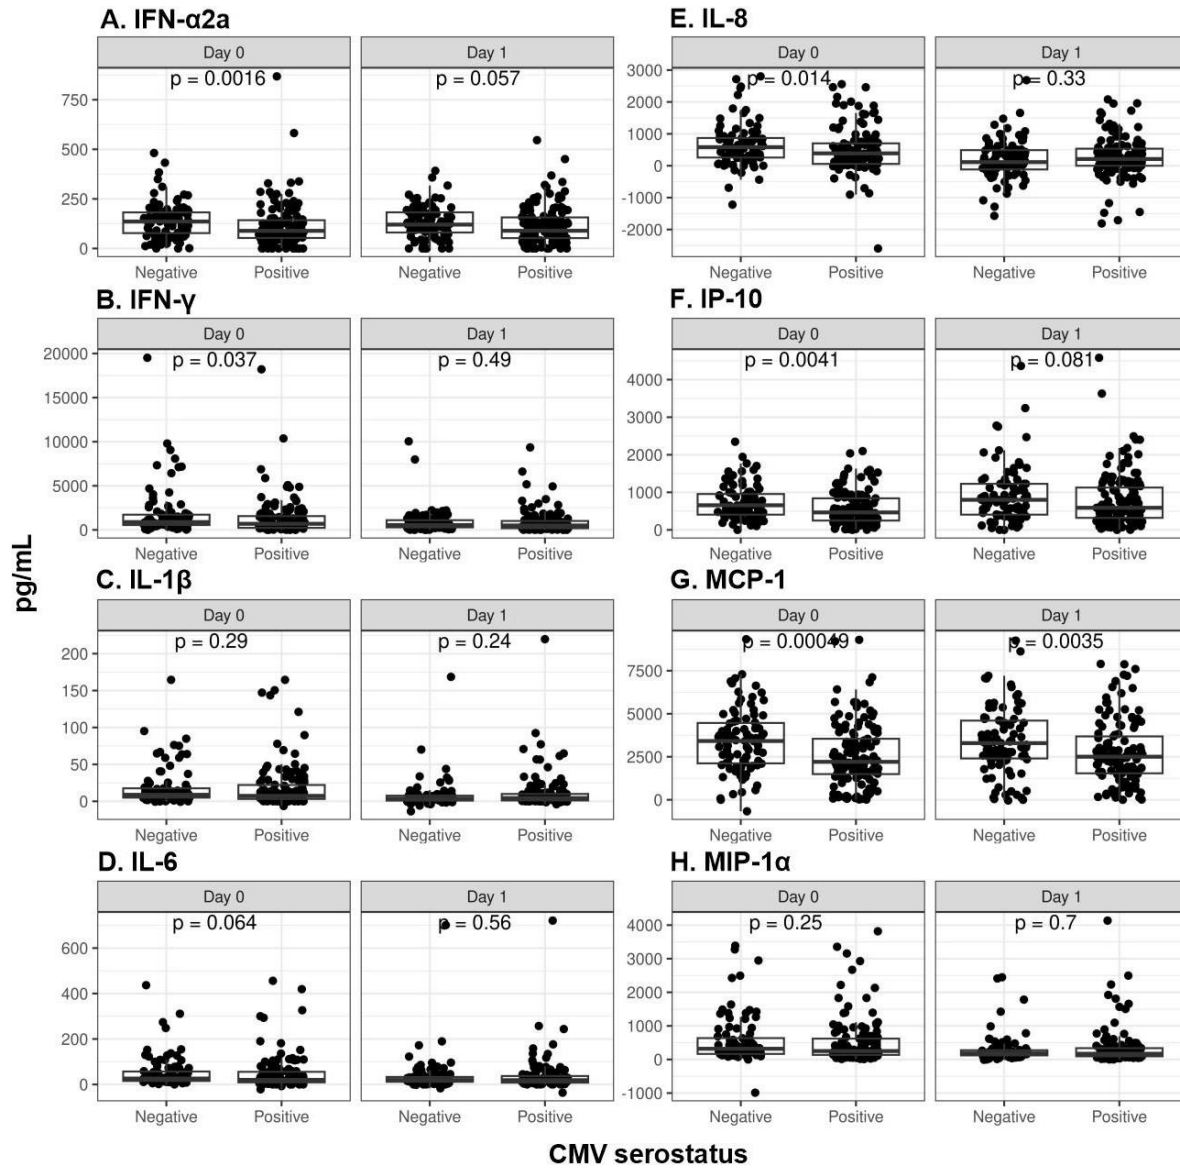 A. IFN-α2a
Day 0
Day 1
p = 0.0016
p = 0.057
750
500
250
0
Negative
Positive
Negative
Positive
B. IFN-γ
Day 0
Day 1
p = 0.037
p = 0.49
20000
15000
10000
5000
0
Negative
Positive
Negative
Positive
C. IL-1β
Day 0
Day 1
p = 0.29
p = 0.24
200
150
100
50
0
Negative
Positive
Negative
Positive
D. IL-6
Day 0
Day 1
p = 0.064
p = 0.56
600
400
200
0
Negative
Positive
Negative
Positive
E. IL-8
Day 0
Day 1
p = 0.014
p = 0.33
3000
2000
1000
0
-1000
-2000
Negative
Positive
Negative
Positive
F. IP-10
Day 0
Day 1
p = 0.0041
p = 0.081
4000
3000
2000
1000
0
Negative
Positive
Negative
Positive
G. MCP-1
Day 0
Day 1
p = 0.00049
p = 0.0035
7500
5000
2500
0
Negative
Positive
Negative
Positive
H. MIP-1α
Day 0
Day 1
p = 0.25
p = 0.7
4000
3000
2000
1000
0
-1000
Negative
Positive
Negative
Positive
pg/mL
CMV serostatus